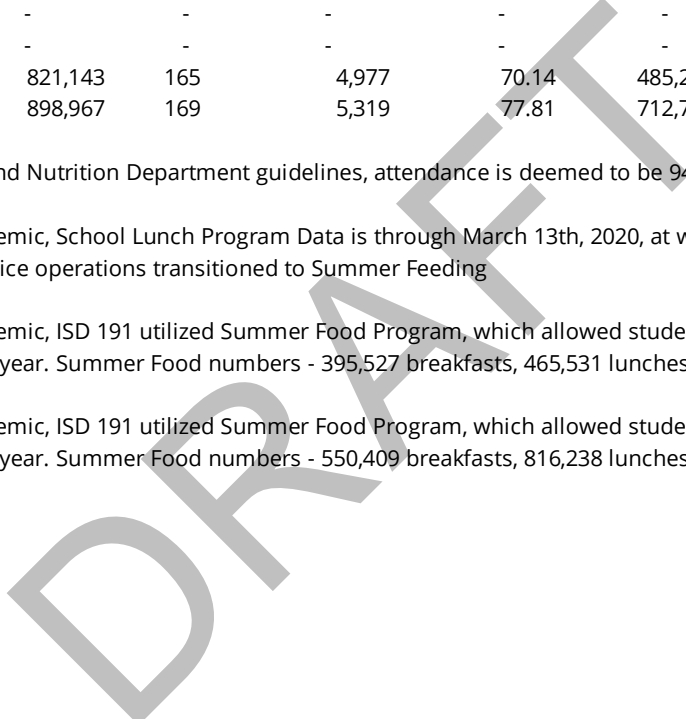 - - - - -
- - - - -
821,143 165 4,977 70.14 485,2
898,967 169 5,319 77.81 712,7
nd Nutrition Department guidelines, attendance is deemed to be 94
emic, School Lunch Program Data is through March 13th, 2020, at w
ice operations transitioned to Summer Feeding
emic, ISD 191 utilized Summer Food Program, which allowed stude
year. Summer Food numbers - 395,527 breakfasts, 465,531 lunches
emic, ISD 191 utilized Summer Food Program, which allowed stude
year. Summer Food numbers - 550,409 breakfasts, 816,238 lunches
DRAFT